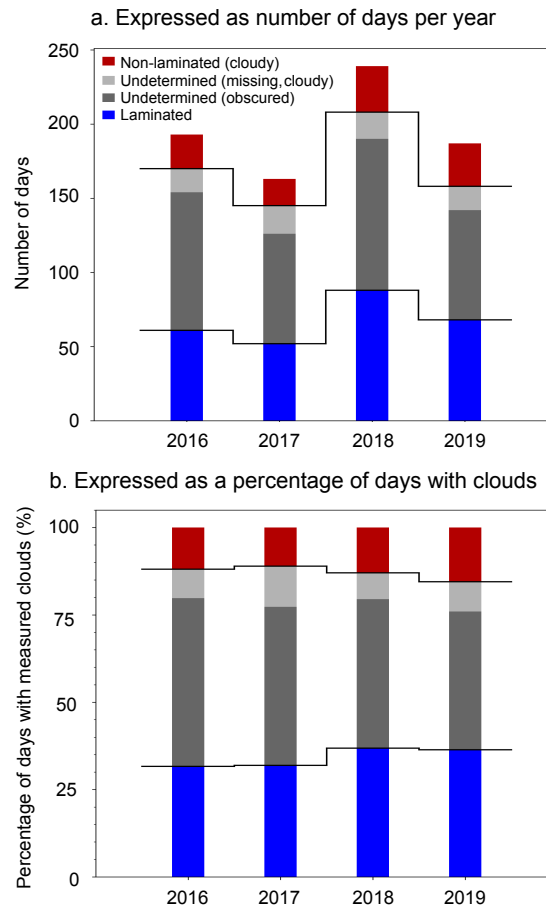 a. Expressed as number of days per year
250
200
150
100
50
0
Number of days
Non-laminated (cloudy)
Undetermined (missing, cloudy)
Undetermined (obscured)
Laminated
2016 2017 2018 2019
b. Expressed as a percentage of days with clouds
100
75
50
25
0
Percentage of days with measured clouds (%)
2016 2017 2018 2019